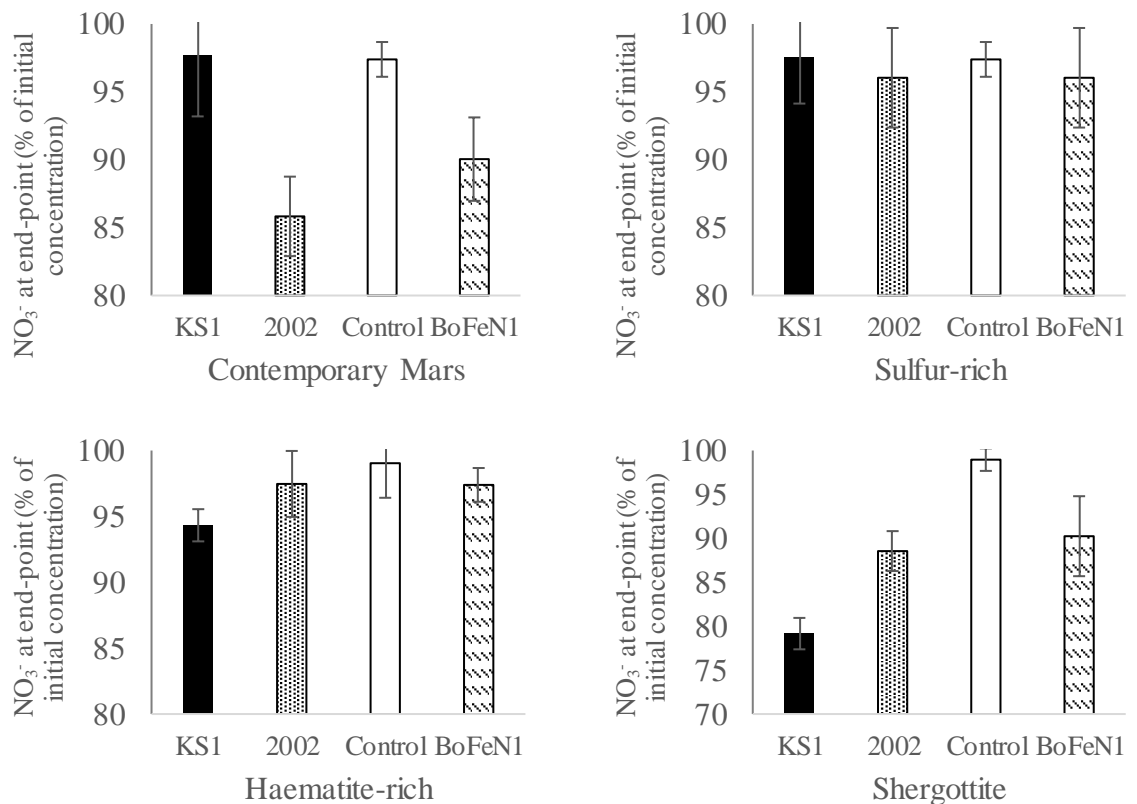 NO₃⁻ at end-point (% of initial
concentration)
100
95
90
85
80
KS1 2002 Control BoFeN1
Contemporary Mars
NO₃⁻ at end-point (% of initial
concentration)
100
95
90
85
80
KS1 2002 Control BoFeN1
Sulfur-rich
NO₃⁻ at end-point (% of
initial concentration)
100
95
90
85
80
KS1 2002 Control BoFeN1
Haematite-rich
NO₃⁻ at end-point (% of
initial concentration)
100
95
90
85
80
75
70
KS1 2002 Control BoFeN1
Shergottite